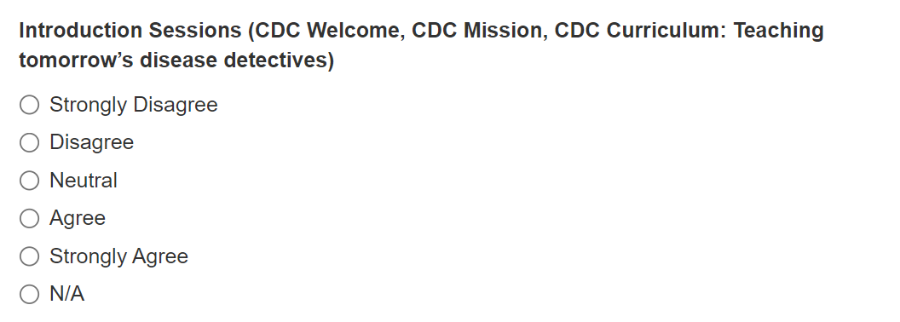 Introduction Sessions (CDC Welcome, CDC Mission, CDC Curriculum: Teaching
tomorrow’s disease detectives)
Strongly Disagree
Disagree
Neutral
Agree
Strongly Agree
N/A